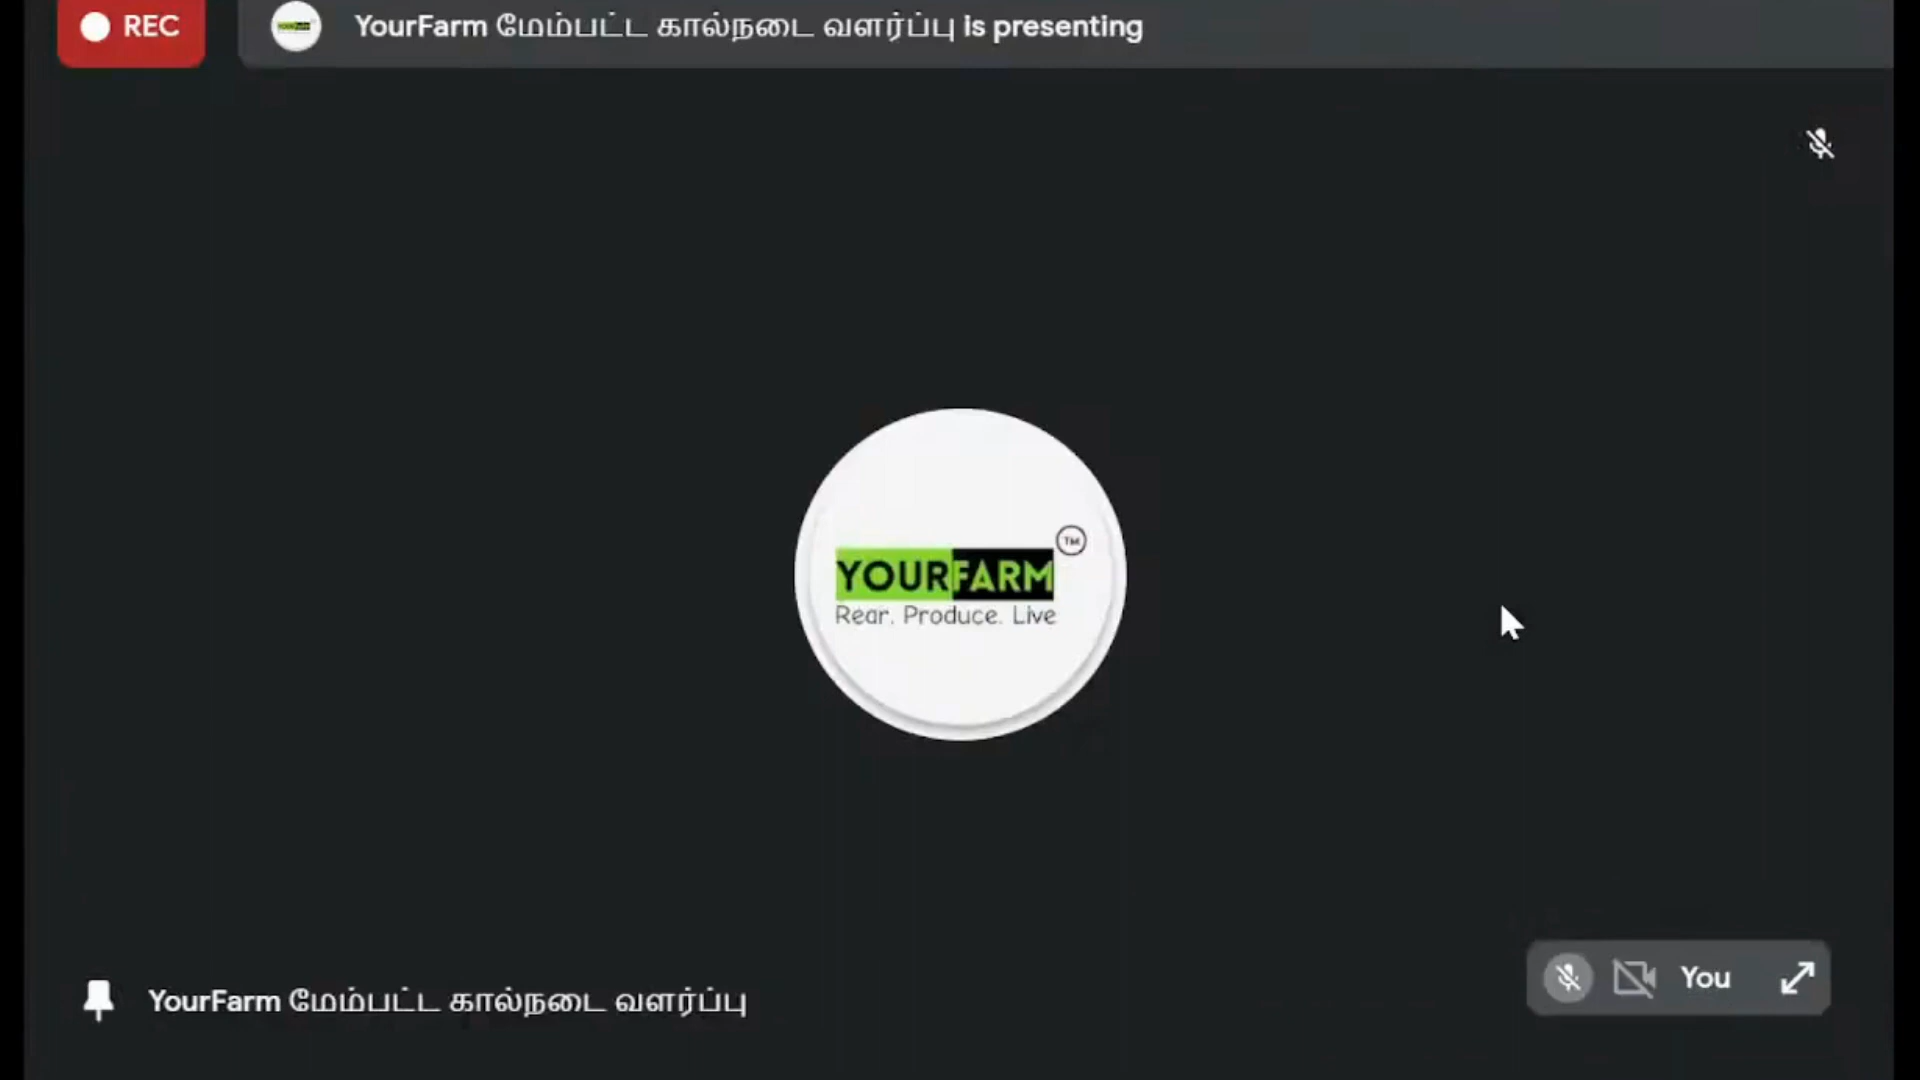 REC
YourFarm மேம்பட்ட கால்நடை வளர்ப்பு is presenting
YOURFARM TM
Rear. Produce. Live
YourFarm மேம்பட்ட கால்நடை வளர்ப்பு
You